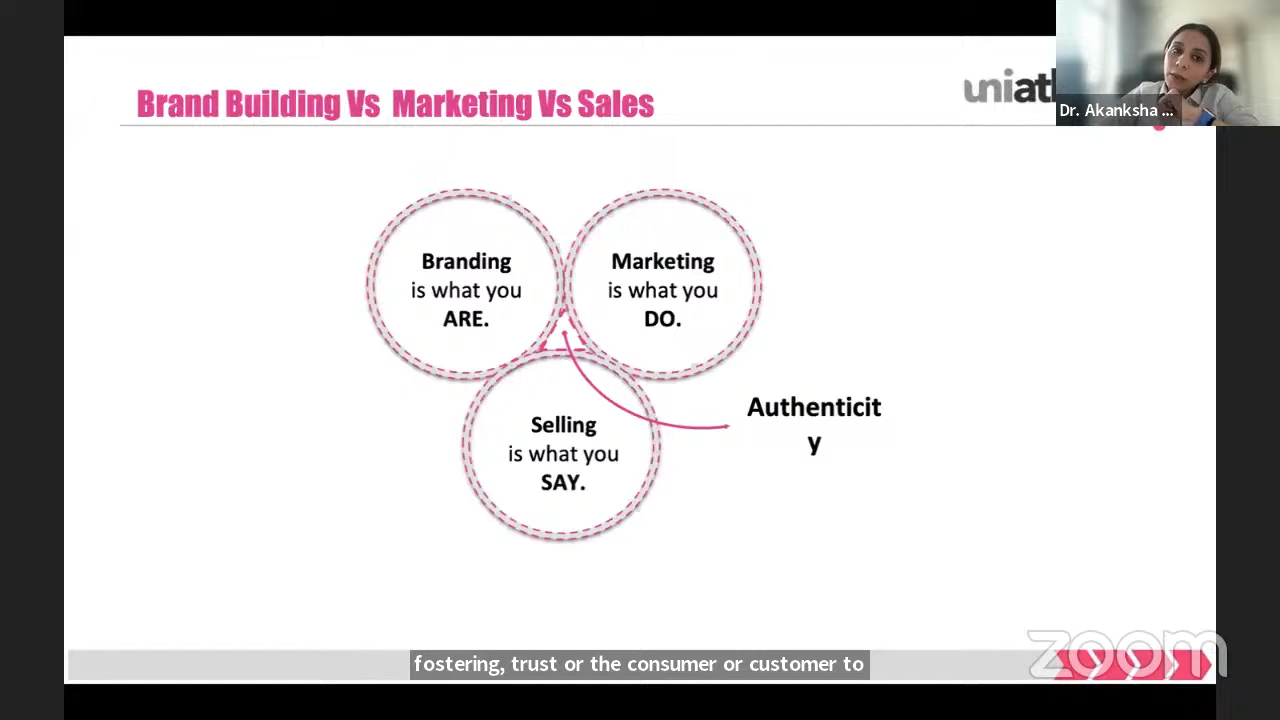 Brand Building Vs Marketing Vs Sales
uniath
Dr. Akanksha ...
Branding
is what you
ARE.
Marketing
is what you
DO.
Selling
is what you
SAY.
Authenticit
y
fostering, trust or the consumer or customer to
zoom